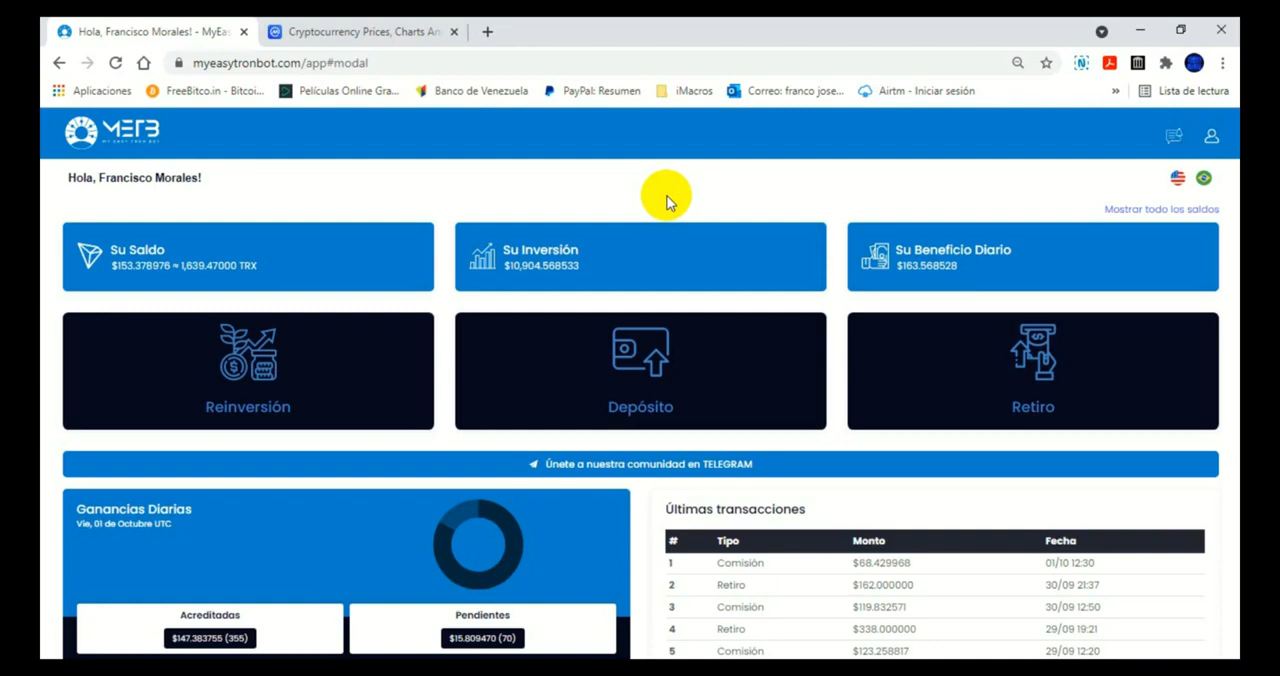 Hola, Francisco Morales! - MyEas
Cryptocurrency Prices, Charts An
myeasytronbot.com/app#modal
Aplicaciones
FreeBitco.in - Bitcoi...
Películas Online Gra...
Banco de Venezuela
PayPal: Resumen
iMacros
Correo: franco jose...
Airtm - Iniciar sesión
»
Lista de lectura
METB
MY EASY TRON BOT
Hola, Francisco Morales!
Mostrar todo los saldos
Su Saldo
$153.378976 ≈ 1,639.47000 TRX
Su Inversión
$10,904.568533
Su Beneficio Diario
$163.568528
Reinversión
Depósito
Retiro
Únete a nuestra comunidad en TELEGRAM
Ganancias Diarias
Vie, 01 de Octubre UTC
Acreditadas
$147.383755 (355)
Pendientes
$15.809470 (70)
Últimas transacciones
# Tipo Monto Fecha
1 Comisión $68.429968 01/10 12:30
2 Retiro $162.000000 30/09 21:37
3 Comisión $119.832571 30/09 12:50
4 Retiro $338.000000 29/09 19:21
5 Comisión $123.258817 29/09 12:20